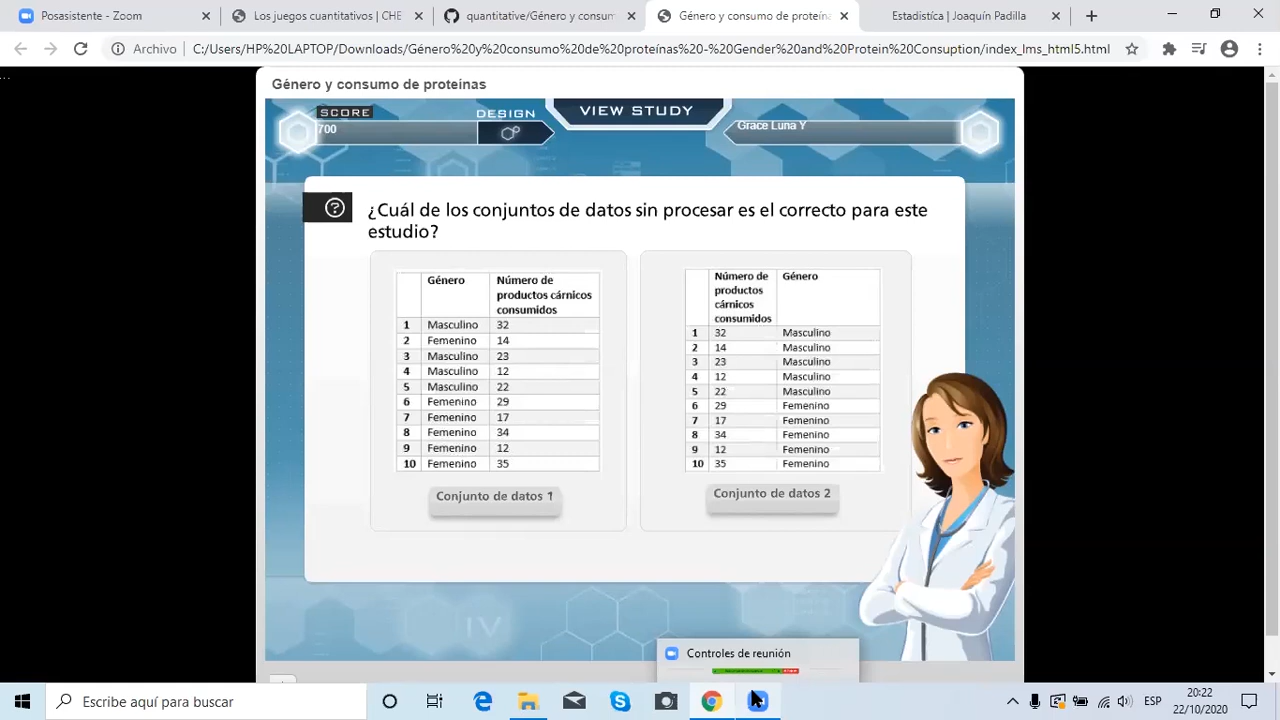 Posasistente - Zoom
Los juegos cuantitativos | CHE
quantitative/Género y consum
Género y consumo de proteína
Estadistíca | Joaquín Padilla
Archivo
C:/Users/HP%20LAPTOP/Downloads/Género%20y%20consumo%20de%20proteínas%20-%20Gender%20and%20Protein%20Consuption/index_lms_html5.html
...
Género y consumo de proteínas
SCORE
700
DESIGN
VIEW STUDY
Grace Luna Y
¿Cuál de los conjuntos de datos sin procesar es el correcto para este
estudio?
Género Número de
productos cárnicos
consumidos
1 Masculino 32
2 Femenino 14
3 Masculino 23
4 Masculino 12
5 Masculino 22
6 Femenino 29
7 Femenino 17
8 Femenino 34
9 Femenino 12
10 Femenino 35
Conjunto de datos 1
Número de Género
productos
cárnicos
consumidos
1 32 Masculino
2 14 Masculino
3 23 Masculino
4 12 Masculino
5 22 Masculino
6 29 Femenino
7 17 Femenino
8 34 Femenino
9 12 Femenino
10 35 Femenino
Conjunto de datos 2
IV
Controles de reunión
Escribe aquí para buscar
ESP
20:22
22/10/2020